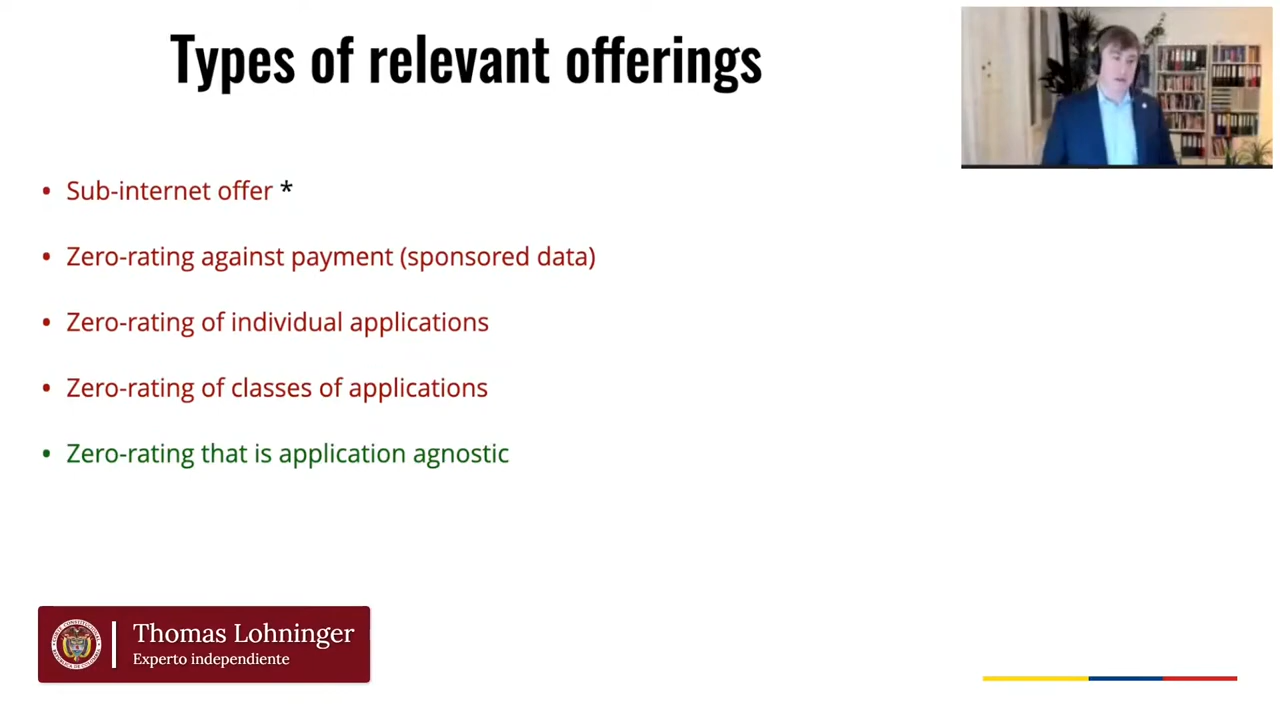 Types of relevant offerings
• Sub-internet offer *
• Zero-rating against payment (sponsored data)
• Zero-rating of individual applications
• Zero-rating of classes of applications
• Zero-rating that is application agnostic
Thomas Lohninger
Experto independiente